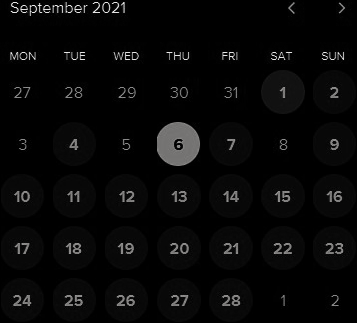 September 2021 < >
MON TUE WED THU FRI SAT SUN
27 28 29 30 31 1 2
3 4 5 6 7 8 9
10 11 12 13 14 15 16
17 18 19 20 21 22 23
24 25 26 27 28 1 2